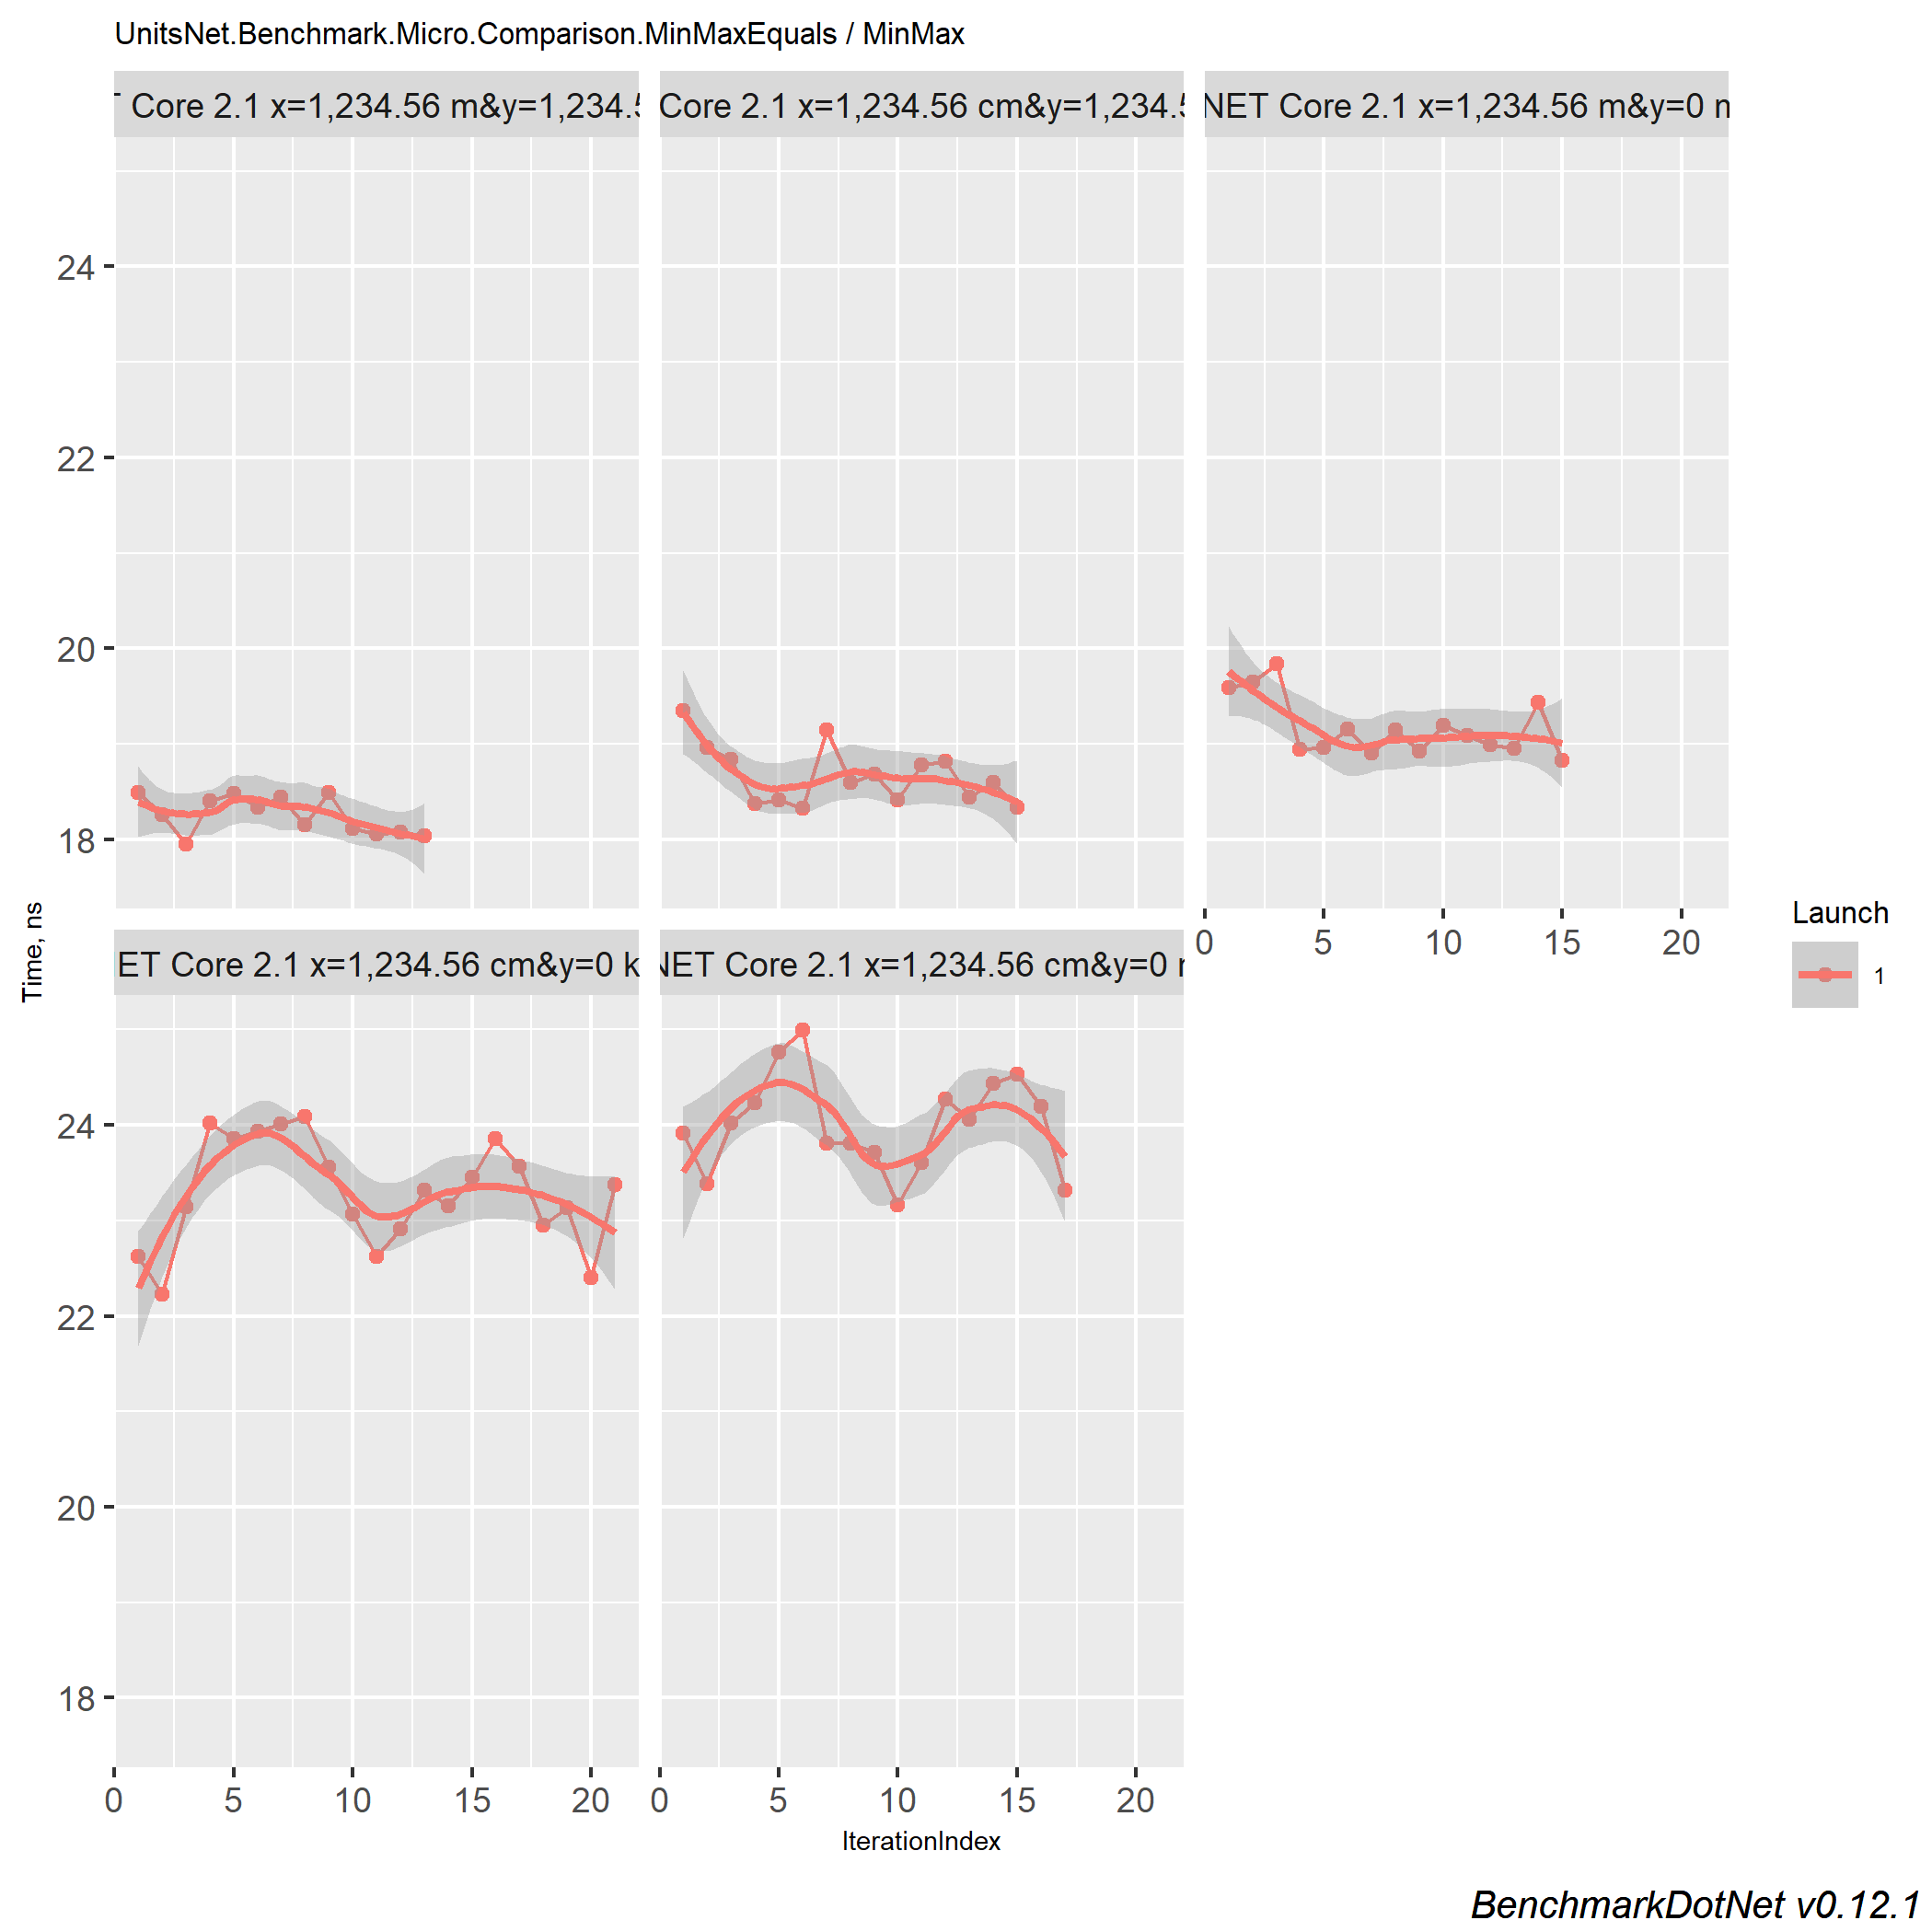 UnitsNet.Benchmark.Micro.Comparison.MinMaxEquals / MinMax
Core 2.1 x=1,234.56 m&y=1,234.5
Core 2.1 x=1,234.56 cm&y=1,234.5
NET Core 2.1 x=1,234.56 m&y=0
24
22
20
18
0 5 10 15 20
Time, ns
Launch
1
ET Core 2.1 x=1,234.56 cm&y=0 k
NET Core 2.1 x=1,234.56 cm&y=0
24
22
20
18
0 5 10 15 20
0 5 10 15 20
IterationIndex
BenchmarkDotNet v0.12.1